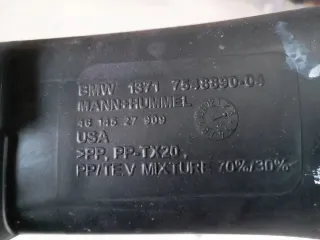 BMW 1371 7548890-04
MANN+HUMMEL
46 145 27 909
USA
>PP, PP-TX20,
PP/TEV MIXTURE 70%/30%<